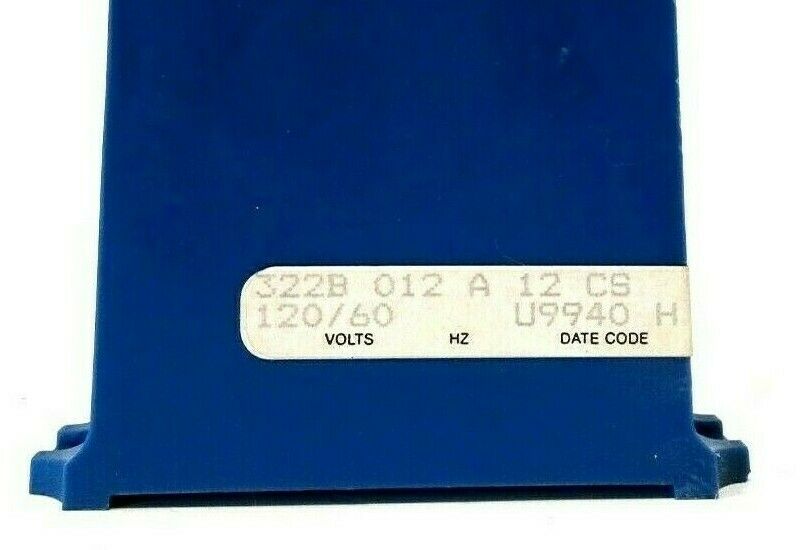 322B 012 A 12 CS
120/60 U9940 H
VOLTS HZ DATE CODE